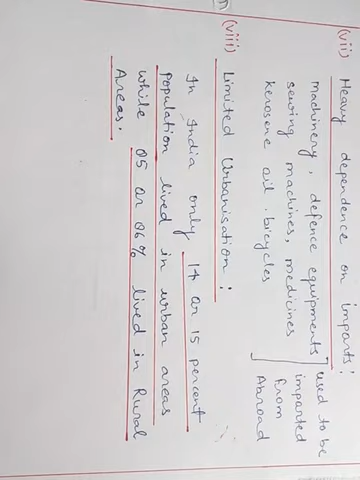 (vii) Heavy dependence on imports:
machinery, defence equipments
sewing machines, medicines
kerosene oil bicycles
used to be
imparted
from
Abroad
(viii) Limited Urbanisation:
In India only 14 or 15 percent
population lived in urban areas
while 85 or 86% lived in Rural
Areas.